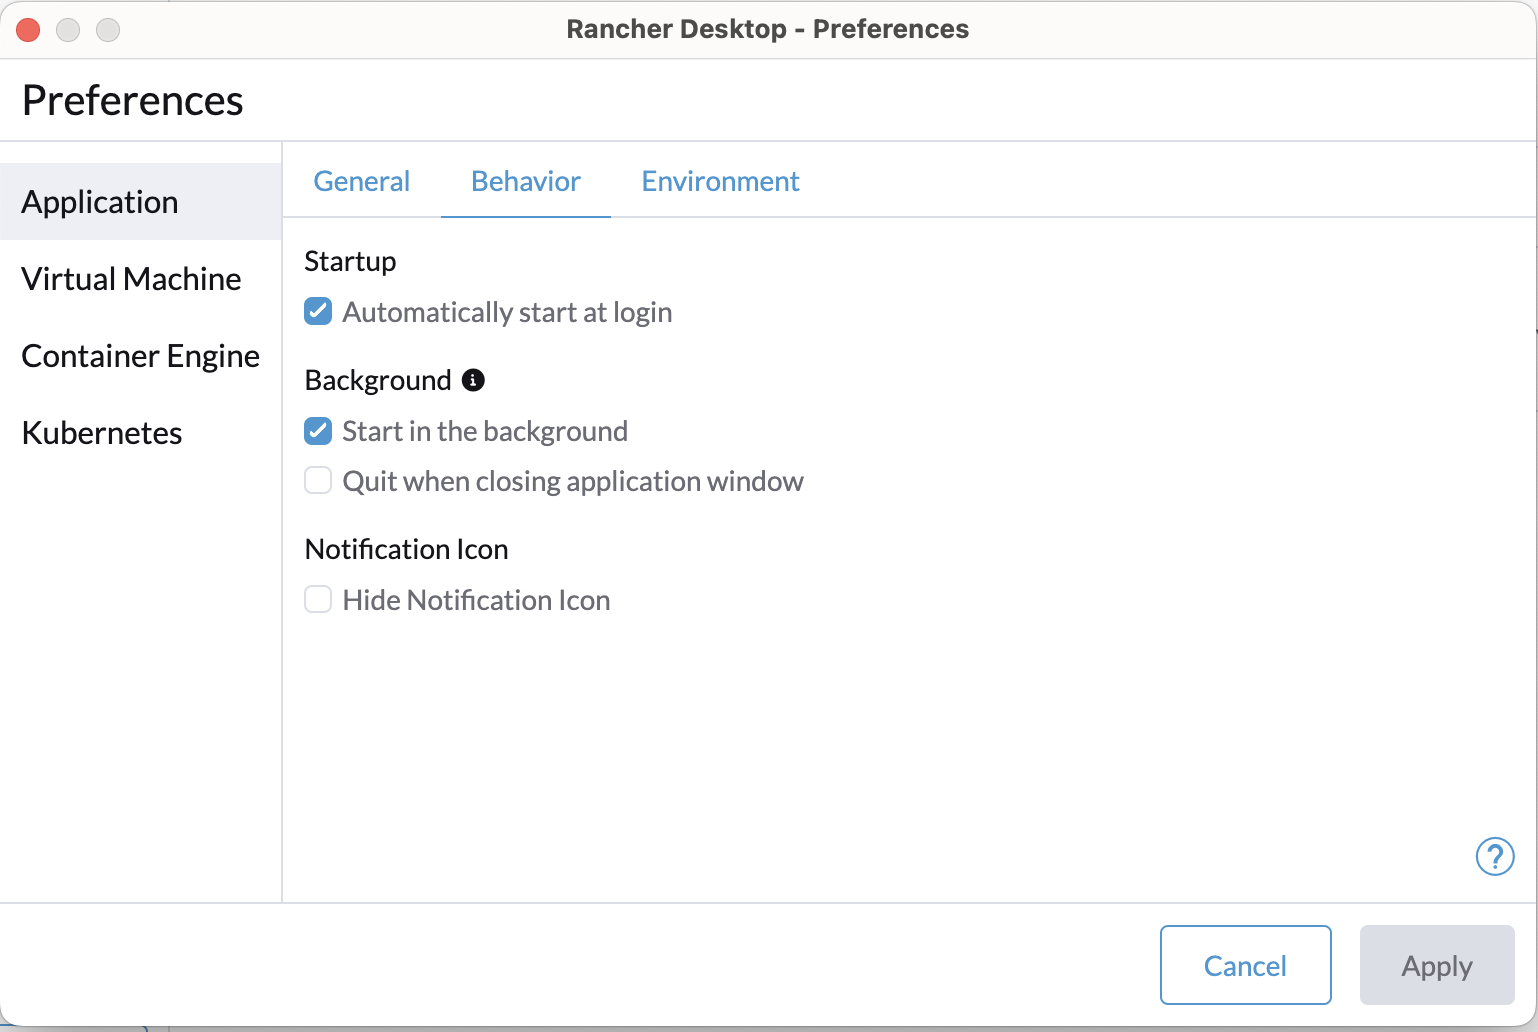 Rancher Desktop - Preferences
Preferences
Application
Virtual Machine
Container Engine
Kubernetes
General Behavior Environment
Startup
Automatically start at login
Background
Start in the background
Quit when closing application window
Notification Icon
Hide Notification Icon
?
Cancel Apply